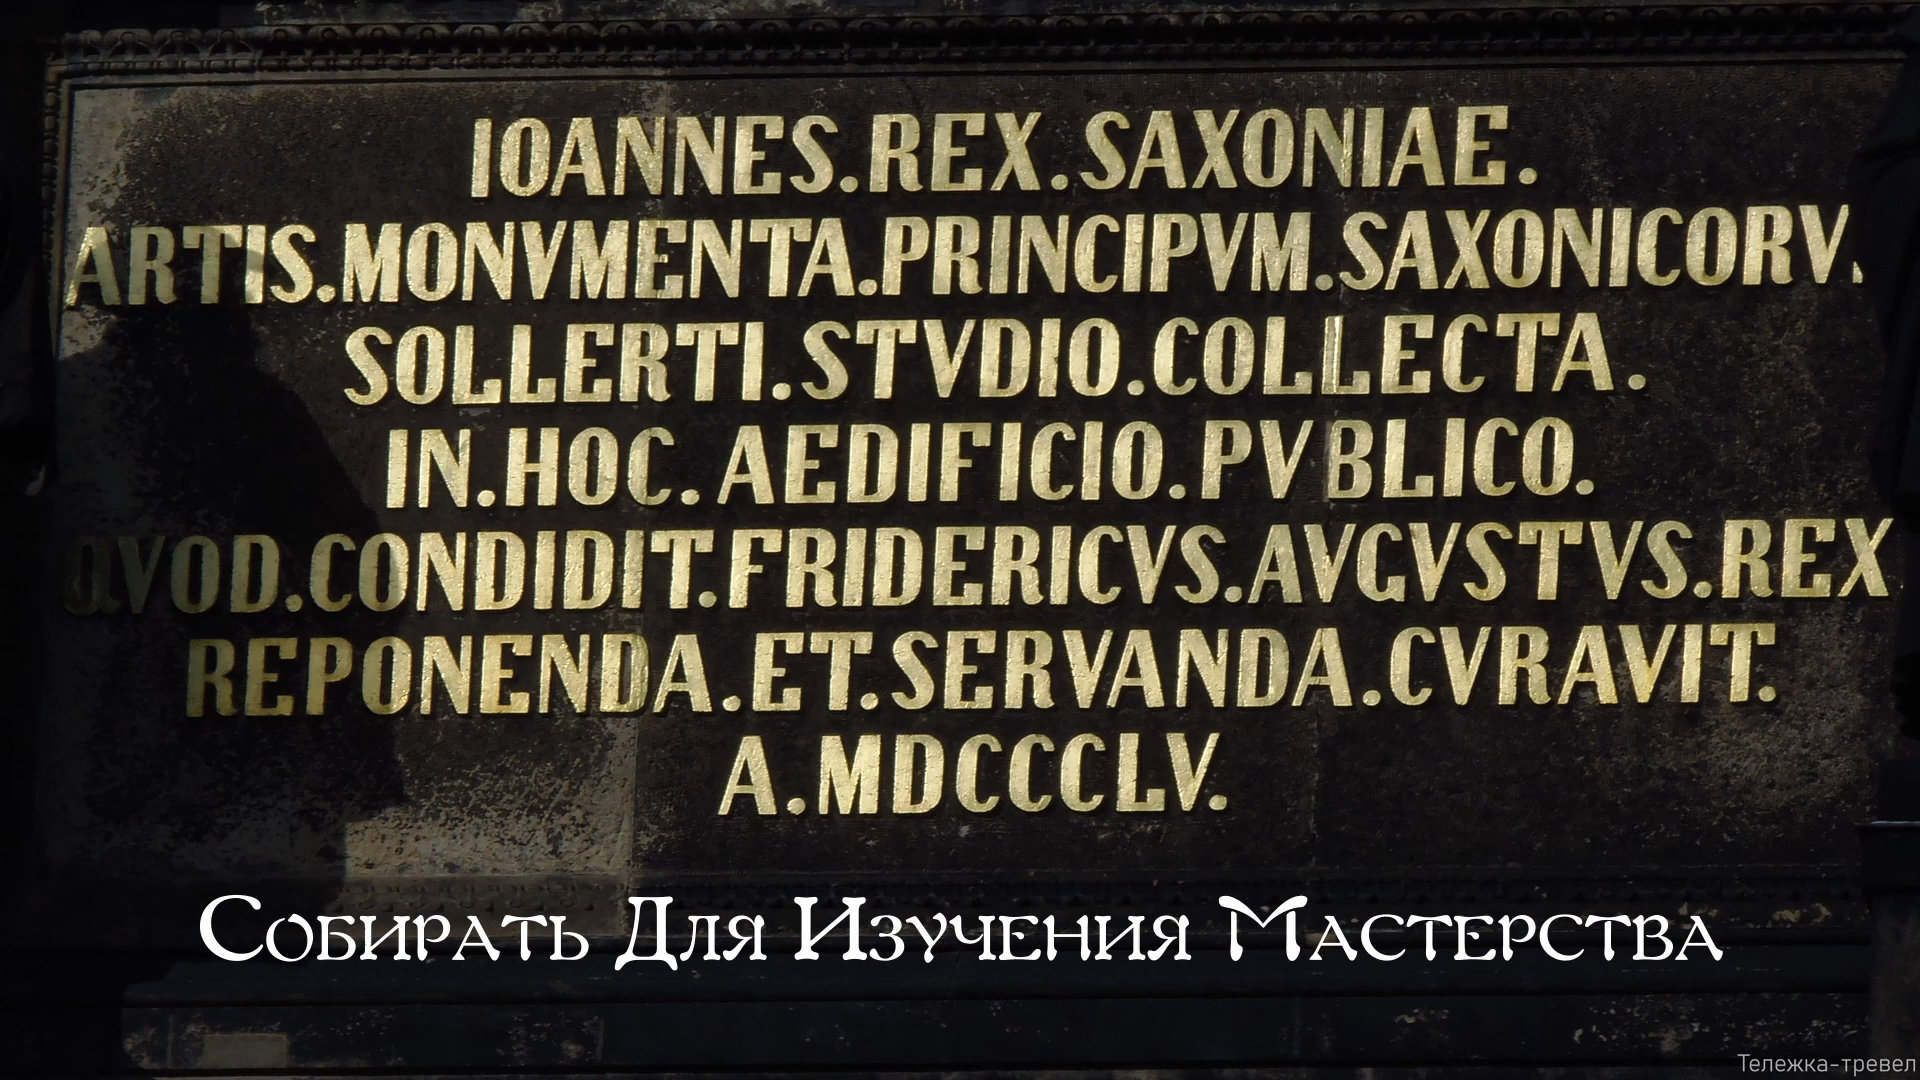 IOANNES.REX.SAXONIAE.
ARTIS.MONVMENTA.PRINCIPVM.SAXONICORV.
SOLLERTI.STVDIO.COLLECTA.
IN.HOC.AEDIFICIO.PVBLICO.
QVOD.CONDIDIT.FRIDERICVS.AVGVSTVS.REX.
REPONENDA.ET.SERVANDA.CVRAVIT.
A.MDCCCLV.
Собирать Для Изучения Мастерства
Тележка-тревел